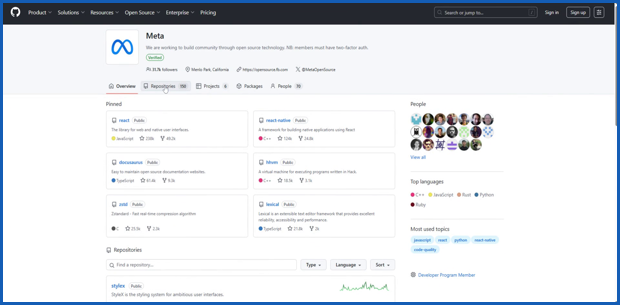 Product Solutions Resources Open Source Enterprise Pricing Search or jump to... / Sign in Sign up
Meta
We are working to build community through open source technology. NB: members must have two-factor auth.
Verified
Menlo Park, California https://opensource.fb.com @MetaOpenSource
Overview Repositories Projects Packages People
Pinned
react Public
The library for web and native user interfaces.
JavaScript
react-native Public
A framework for building native applications using React
C++
docusaurus Public
Easy to maintain open source documentation websites.
TypeScript
hhvm Public
A virtual machine for executing programs written in Hack.
C++
zstd Public
Zstandard - Fast real-time compression algorithm
C
lexical Public
Lexical is an extensible text editor framework that provides excellent
reliability, accessibility and performance.
TypeScript
Repositories
Find a repository...
Type Language Sort
stylex Public
StyleX is the styling system for ambitious user interfaces.
People
View all
Top languages
C++ JavaScript Rust Python
Ruby
Most used topics
javascript react python react-native
code-quality
Developer Program Member